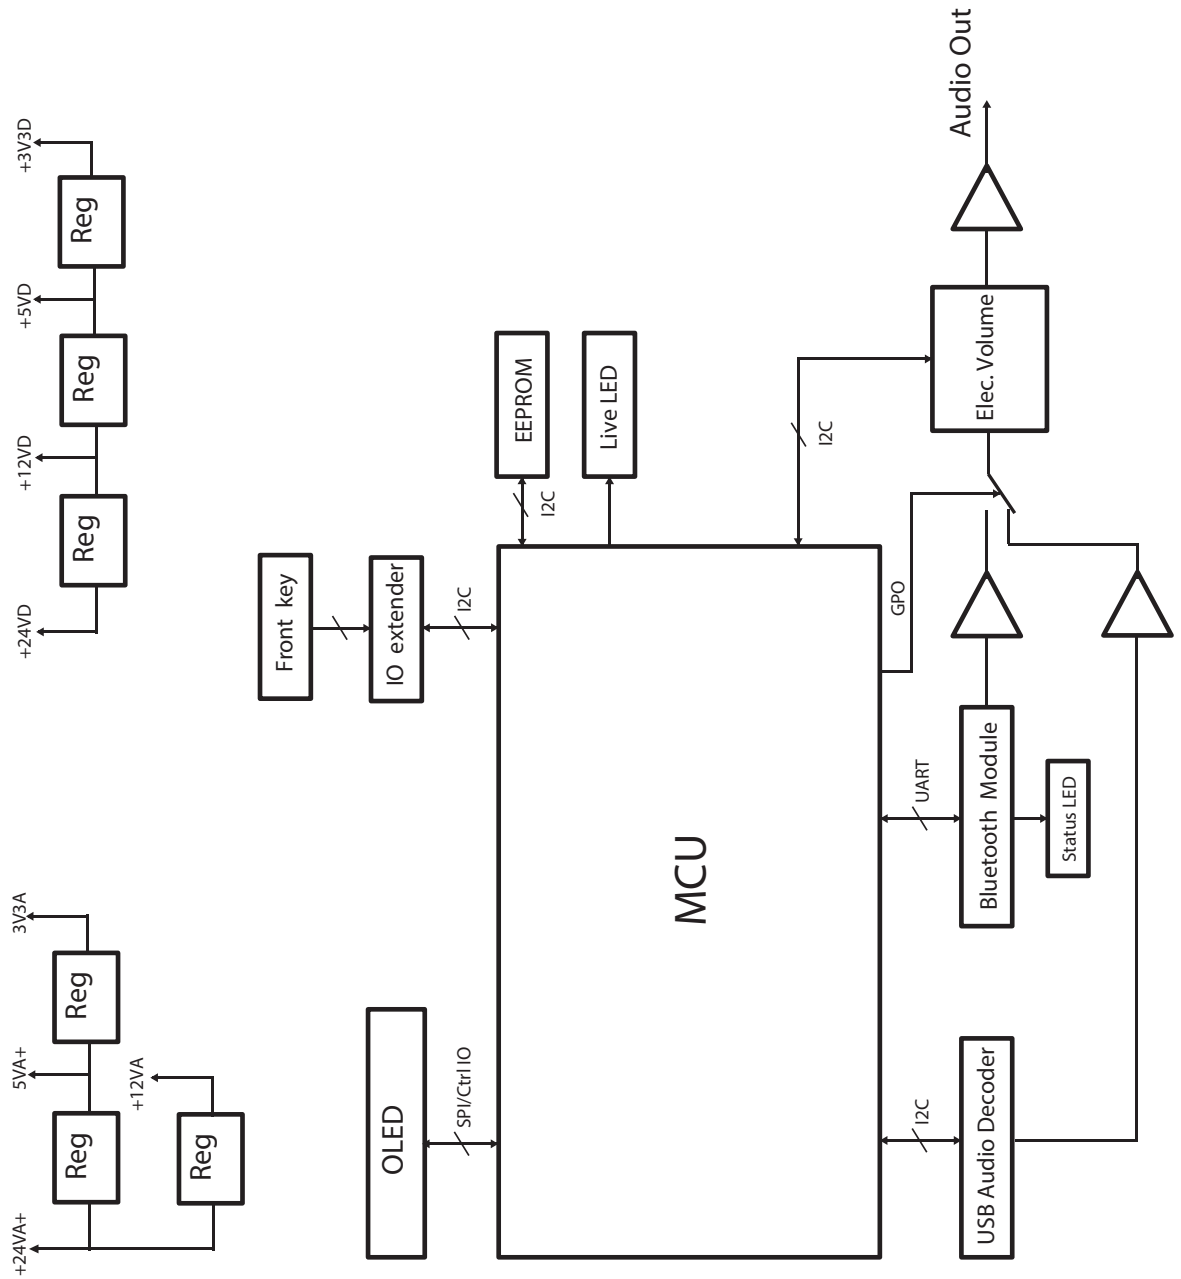 +24VA+
5VA+
3V3A
+24VD
+12VD
+5VD
+3V3D
Reg
Reg
Reg
Reg
Reg
+12VA
Reg
Front key
OLED
IO extender
SPI/Ctrl IO
I2C
EEPROM
Live LED
I2C
MCU
I2C
GPO
I2C
UART
USB Audio Decoder
Bluetooth Module
Elec. Volume
Audio Out
Status LED